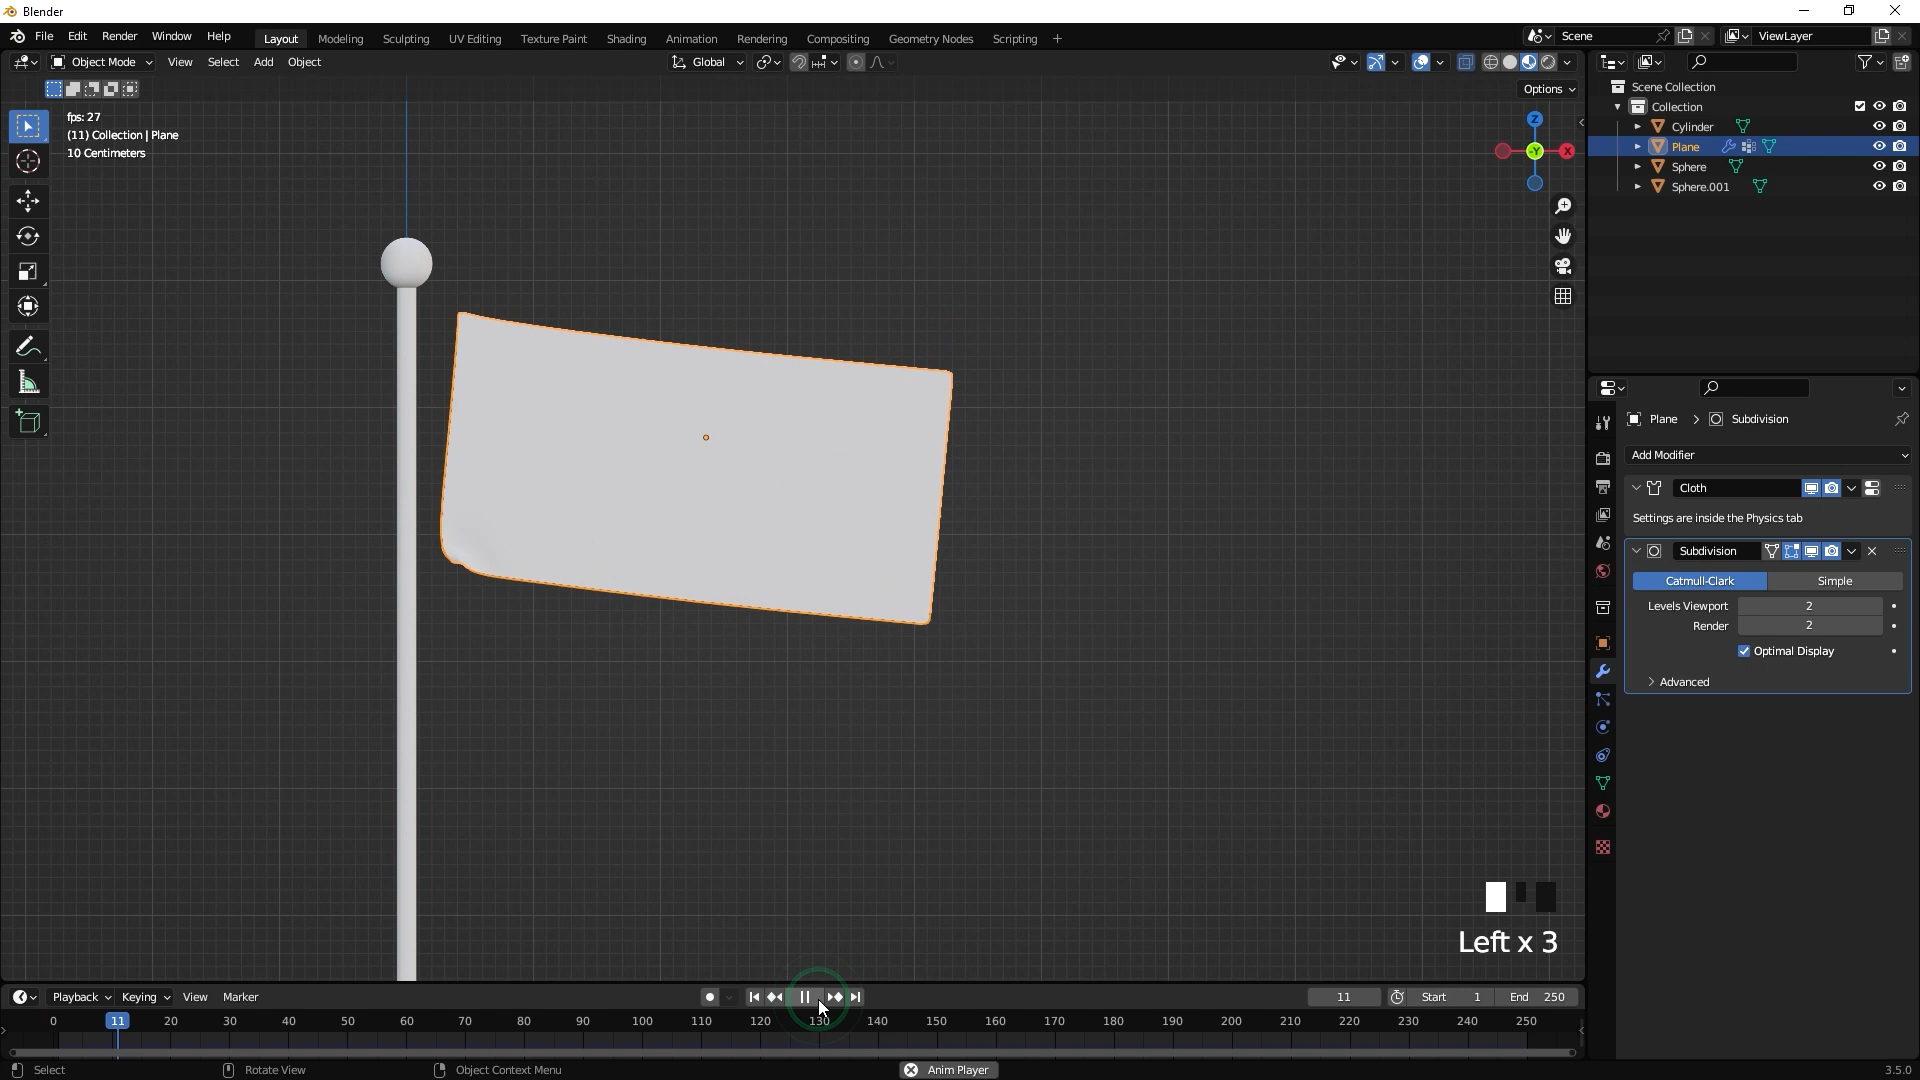 Blender
File Edit Render Window Help Layout Modeling Sculpting UV Editing Texture Paint Shading Animation Rendering Compositing Geometry Nodes Scripting + Scene ViewLayer
Object Mode View Select Add Object Global
Options
fps: 27
(11) Collection | Plane
10 Centimeters
Z
-Y
X
Scene Collection
Collection
Cylinder
Plane
Sphere
Sphere.001
Plane > Subdivision
Add Modifier
Cloth
Settings are inside the Physics tab
Subdivision
Catmull-Clark Simple
Levels Viewport 2
Render 2
Optimal Display
Advanced
Left x 3
Playback Keying View Marker 11 Start 1 End 250
0 11 20 30 40 50 60 70 80 90 100 110 120 130 140 150 160 170 180 190 200 210 220 230 240 250
Select Rotate View Object Context Menu Anim Player 3.5.0